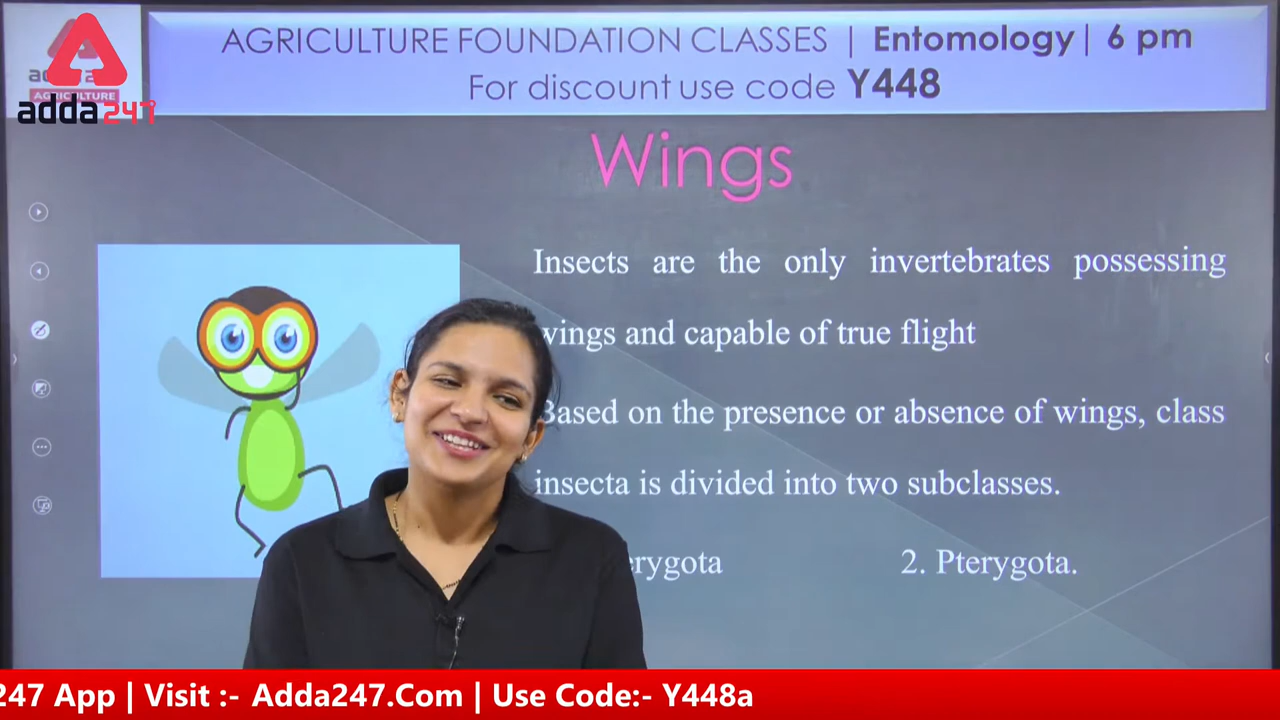 AGRICULTURE FOUNDATION CLASSES | Entomology| 6 pm
For discount use code Y448
AGRICULTURE
adda247
Wings
Insects are the only invertebrates possessing
wings and capable of true flight
Based on the presence or absence of wings, class
insecta is divided into two subclasses.
erygota 2. Pterygota.
247 App | Visit :- Adda247.Com | Use Code:- Y448a